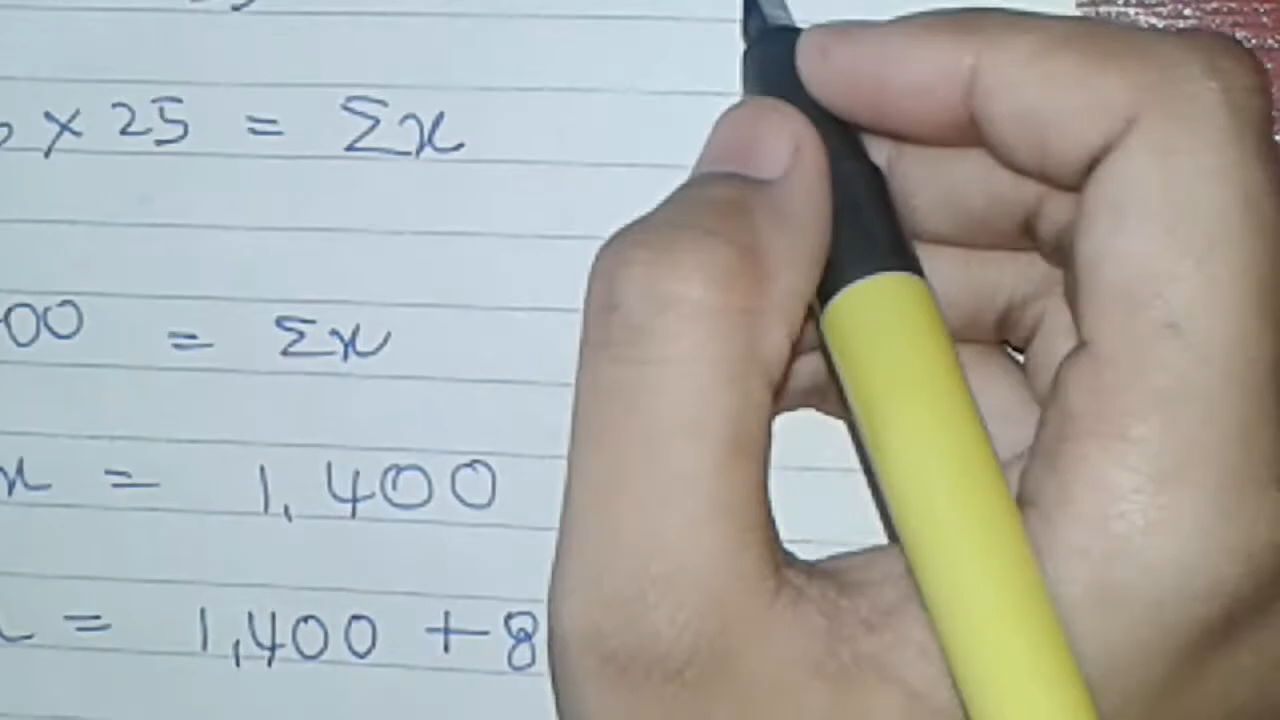 × 25 = Σx
00 = Σx
x = 1,400
= 1,400 + 8